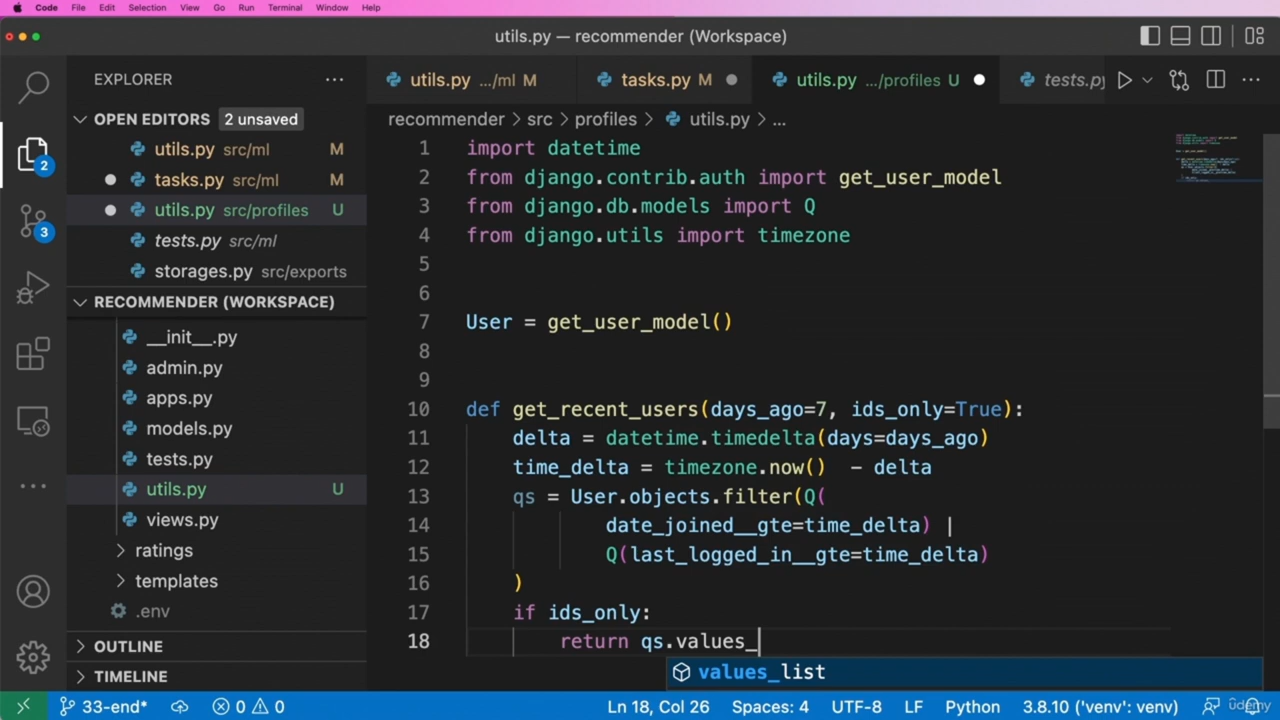 Code File Edit Selection View Go Run Terminal Window Help
utils.py — recommender (Workspace)
EXPLORER
utils.py .../ml M
tasks.py M
utils.py .../profiles U
tests.py
OPEN EDITORS 2 unsaved
recommender > src > profiles > utils.py > ...
utils.py src/ml M
tasks.py src/ml M
utils.py src/profiles U
tests.py src/ml
storages.py src/exports
RECOMMENDER (WORKSPACE)
__init__.py
admin.py
apps.py
models.py
tests.py
utils.py U
views.py
ratings
templates
.env
OUTLINE
TIMELINE
2
3
1 import datetime
2 from django.contrib.auth import get_user_model
3 from django.db.models import Q
4 from django.utils import timezone
5
6
7 User = get_user_model()
8
9
10 def get_recent_users(days_ago=7, ids_only=True):
11 delta = datetime.timedelta(days=days_ago)
12 time_delta = timezone.now() - delta
13 qs = User.objects.filter(Q(
14 date_joined__gte=time_delta) |
15 Q(last_logged_in__gte=time_delta)
16 )
17 if ids_only:
18 return qs.values_
values_list
33-end* 0 0 Ln 18, Col 26 Spaces: 4 UTF-8 LF Python 3.8.10 ('venv': venv)
udemy